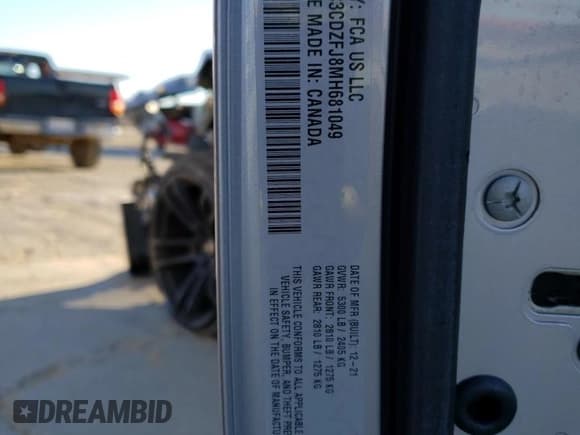 Y: FCA US LLC
E MADE IN: CANADA
3CDZFJ8MH681049
DATE OF MFR (BUILT): 12-21
GVWR: 5300 LB / 2405 KG
GAWR FRONT: 2810 LB / 1275 KG
GAWR REAR: 2810 LB / 1275 KG
THIS VEHICLE CONFORMS TO ALL APPLICABLE
VEHICLE SAFETY, BUMPER, AND THEFT PRE
IN EFFECT ON THE DATE OF MANUFACTU
DREAMBID